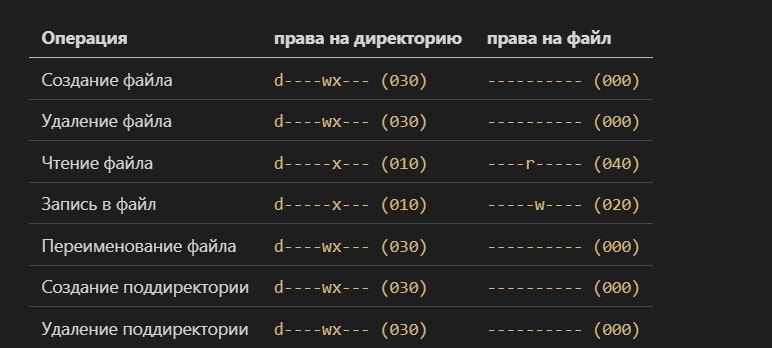 Операция права на директорию права на файл
Создание файла d----wx--- (030) ---------- (000)
Удаление файла d----wx--- (030) ---------- (000)
Чтение файла d-----x--- (010) ----r----- (040)
Запись в файл d-----x--- (010) -----w---- (020)
Переименование файла d----wx--- (030) ---------- (000)
Создание поддиректории d----wx--- (030) ---------- (000)
Удаление поддиректории d----wx--- (030) ---------- (000)